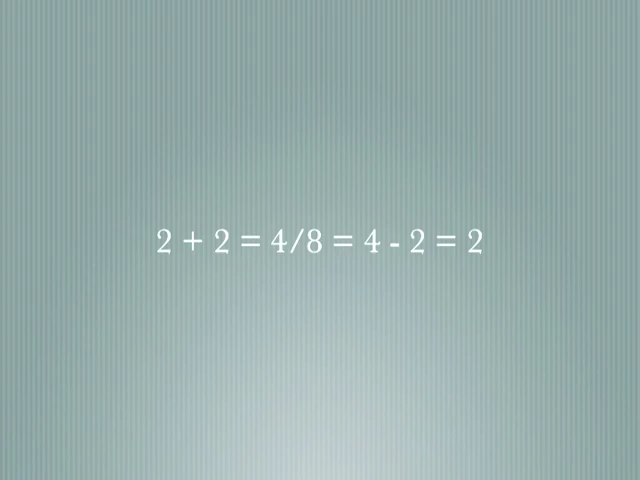 2 + 2 = 4/8 = 4 - 2 = 2